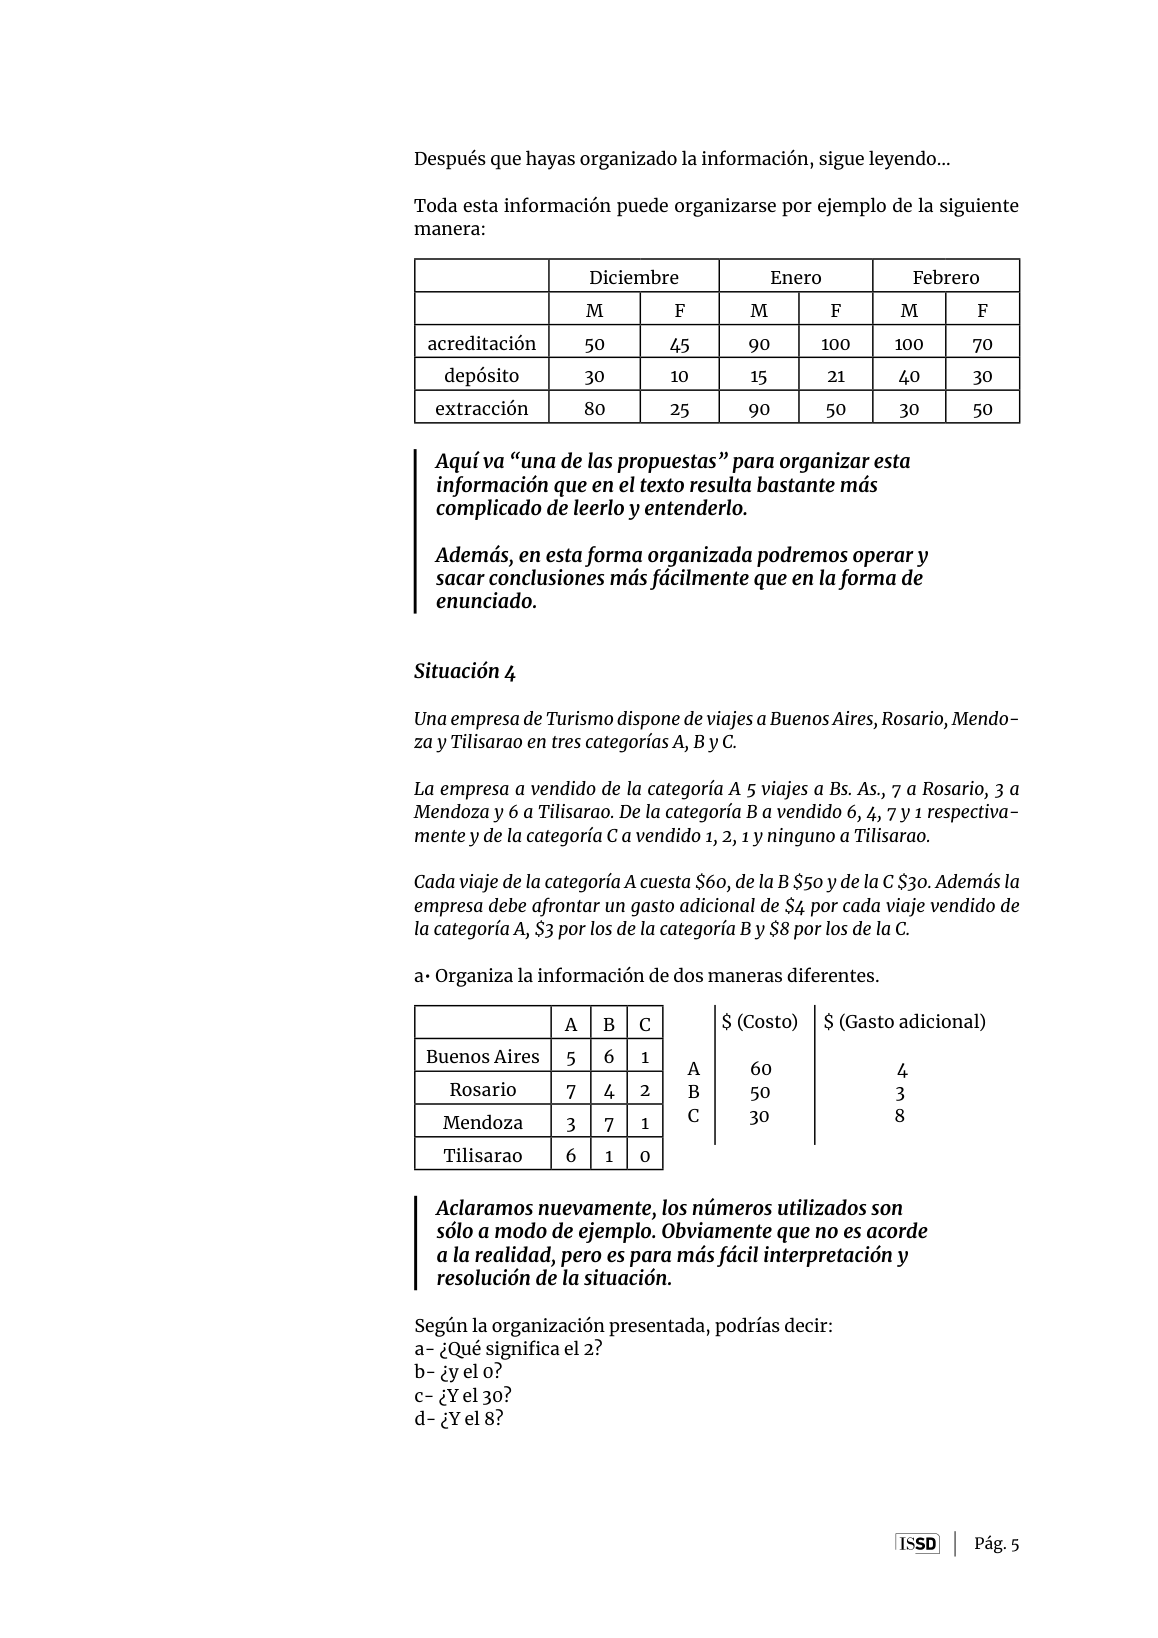 Después que hayas organizado la información, sigue leyendo...
Toda esta información puede organizarse por ejemplo de la siguiente
manera:
Diciembre Enero Febrero
M F M F M F
acreditación 50 45 90 100 100 70
depósito 30 10 15 21 40 30
extracción 80 25 90 50 30 50
Aquí va “una de las propuestas” para organizar esta
información que en el texto resulta bastante más
complicado de leerlo y entenderlo.
Además, en esta forma organizada podremos operar y
sacar conclusiones más fácilmente que en la forma de
enunciado.
Situación 4
Una empresa de Turismo dispone de viajes a Buenos Aires, Rosario, Mendo-
za y Tilisarao en tres categorías A, B y C.
La empresa a vendido de la categoría A 5 viajes a Bs. As., 7 a Rosario, 3 a
Mendoza y 6 a Tilisarao. De la categoría B a vendido 6, 4, 7 y 1 respectiva-
mente y de la categoría C a vendido 1, 2, 1 y ninguno a Tilisarao.
Cada viaje de la categoría A cuesta $60, de la B $50 y de la C $30. Además la
empresa debe afrontar un gasto adicional de $4 por cada viaje vendido de
la categoría A, $3 por los de la categoría B y $8 por los de la C.
a• Organiza la información de dos maneras diferentes.
A B C
Buenos Aires 5 6 1
Rosario 7 4 2
Mendoza 3 7 1
Tilisarao 6 1 0
$ (Costo) $ (Gasto adicional)
A 60 4
B 50 3
C 30 8
Aclaramos nuevamente, los números utilizados son
sólo a modo de ejemplo. Obviamente que no es acorde
a la realidad, pero es para más fácil interpretación y
resolución de la situación.
Según la organización presentada, podrías decir:
a- ¿Qué significa el 2?
b- ¿y el 0?
c- ¿Y el 30?
d- ¿Y el 8?
ISSD Pág. 5